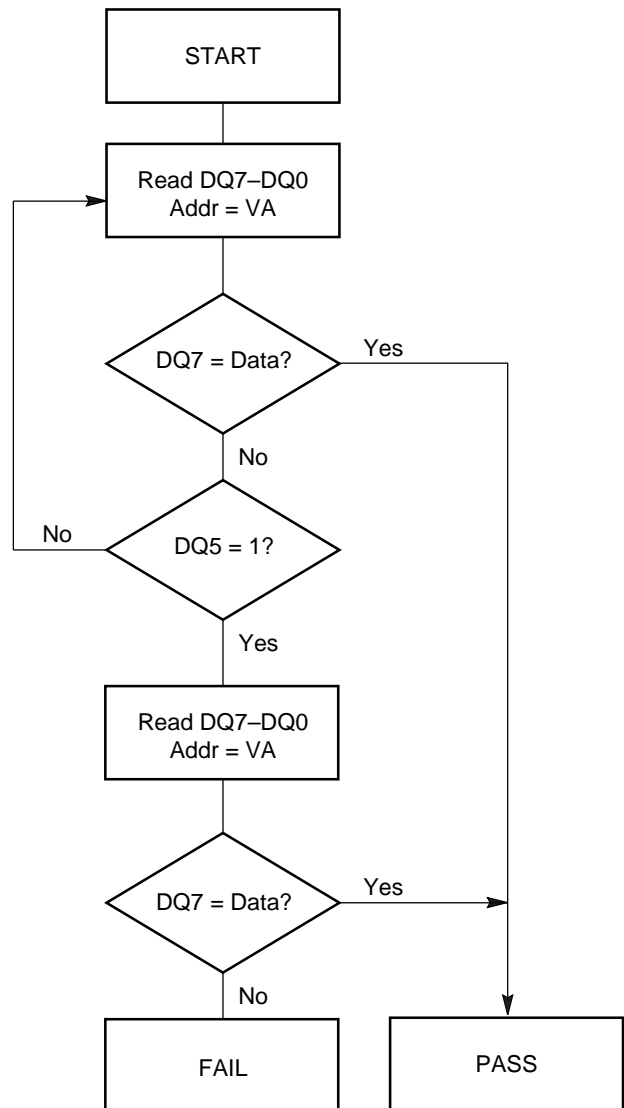 START
Read DQ7–DQ0
Addr = VA
DQ7 = Data?
Yes
No
No
DQ5 = 1?
Yes
Read DQ7–DQ0
Addr = VA
DQ7 = Data?
Yes
No
FAIL
PASS